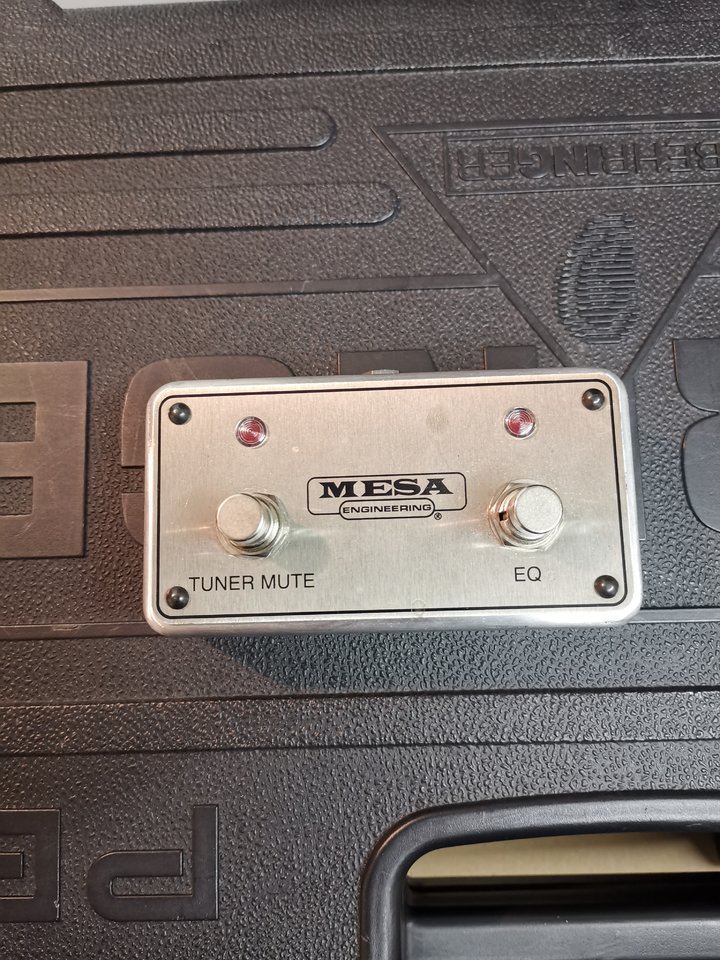 BEHRINGER
MESA
ENGINEERING®
TUNER MUTE
EQ